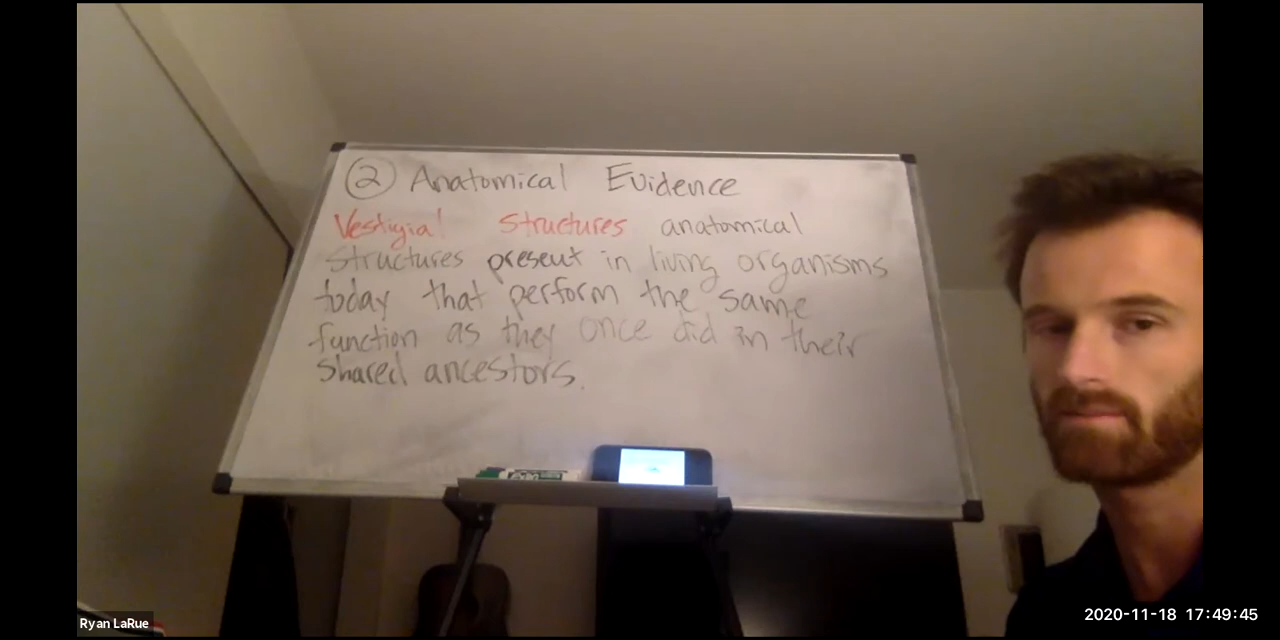 ② Anatomical Evidence
Vestigial Structures anatomical
structures present in living organisms
today that perform the same
function as they once did in their
shared ancestors.
Ryan LaRue
2020-11-18 17:49:45